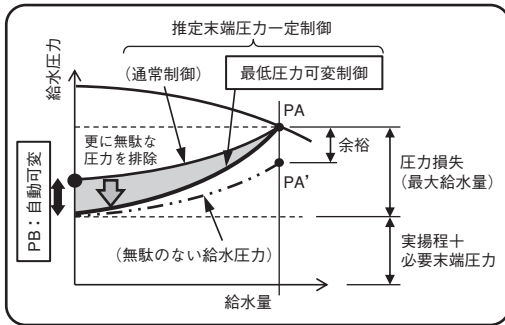 推定末端圧力一定制御
(通常制御)
最低圧力可変制御
給水圧力
PA
更に無駄な
圧力を排除
余裕
圧力損失
(最大給水量)
PA'
PB：自動可変
(無駄のない給水圧力)
実揚程＋
必要末端圧力
給水量